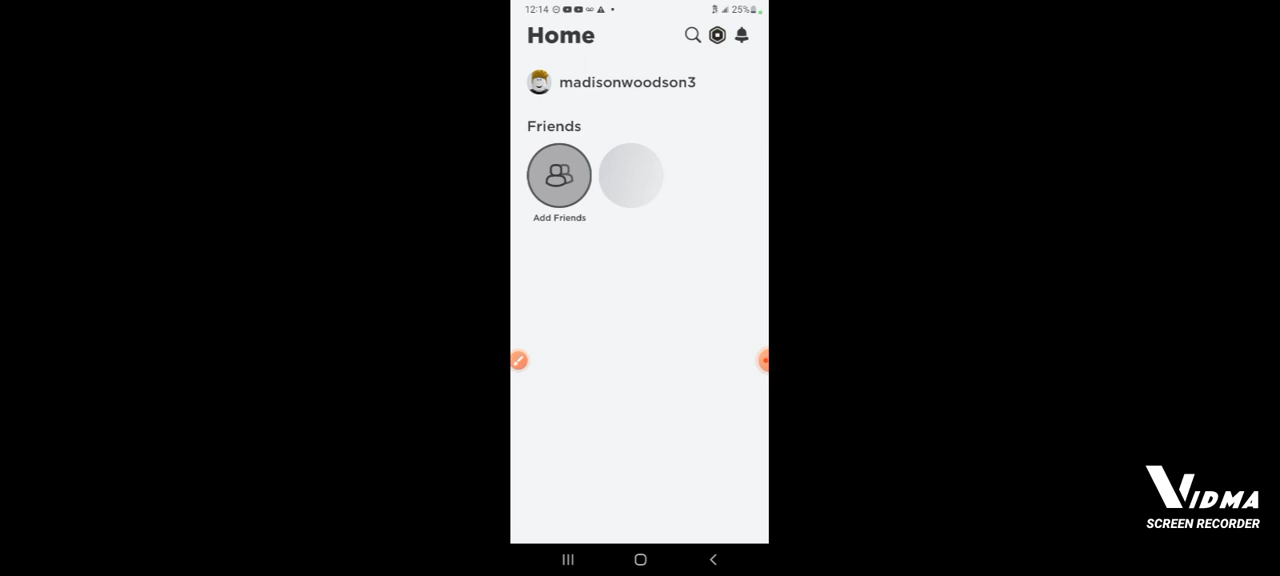 12:14
25%
Home
madisonwoodson3
Friends
Add Friends
VIDMA
SCREEN RECORDER